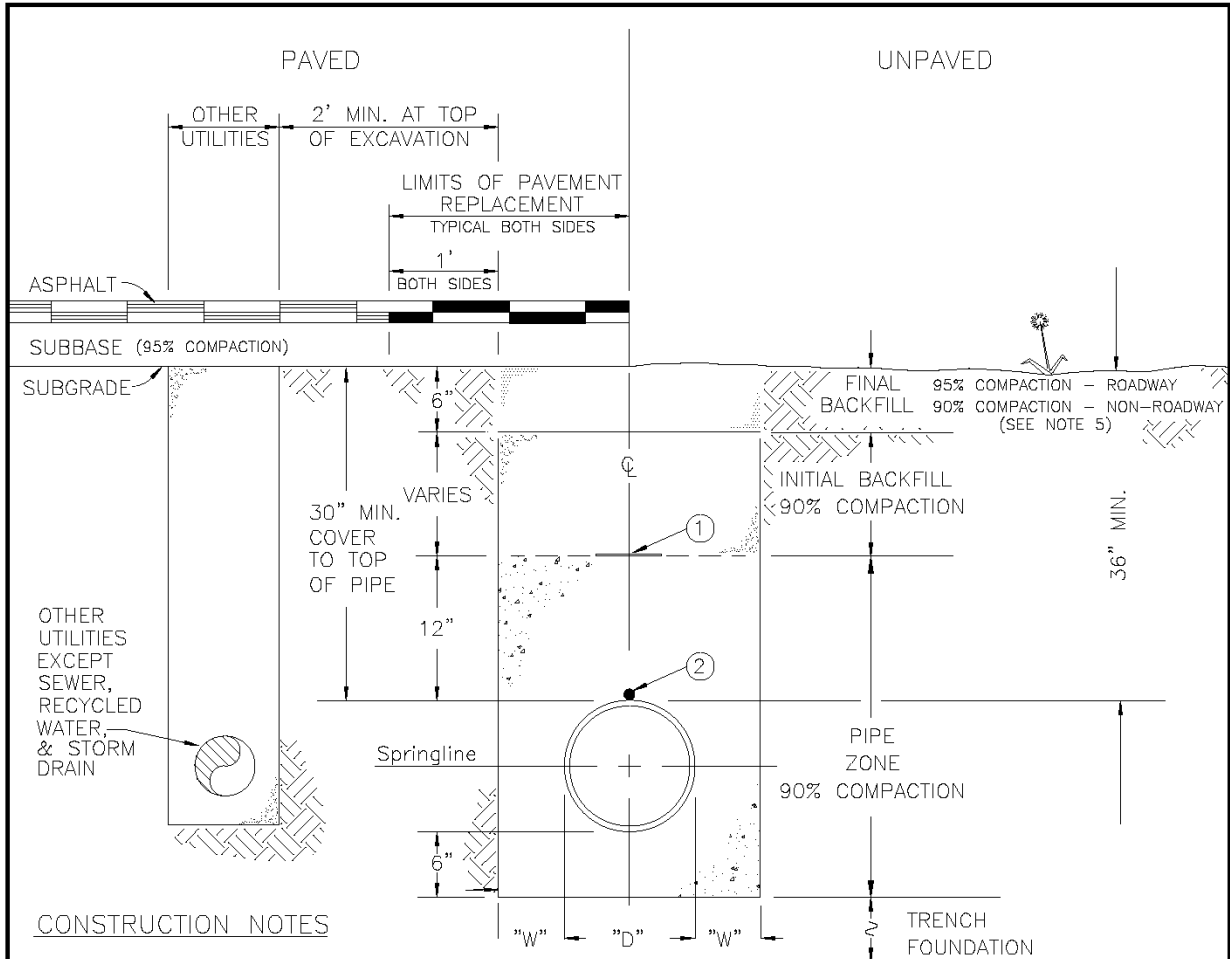 PAVED
UNPAVED
OTHER
UTILITIES
2' MIN. AT TOP
OF EXCAVATION
LIMITS OF PAVEMENT
REPLACEMENT
TYPICAL BOTH SIDES
1'
BOTH SIDES
ASPHALT
SUBBASE (95% COMPACTION)
SUBGRADE
6"
FINAL
BACKFILL
95% COMPACTION – ROADWAY
90% COMPACTION – NON-ROADWAY
(SEE NOTE 5)
℄
VARIES
INITIAL BACKFILL
90% COMPACTION
30" MIN.
COVER
TO TOP
OF PIPE
1
36" MIN.
12"
OTHER
UTILITIES
EXCEPT
SEWER,
RECYCLED
WATER,
& STORM
DRAIN
2
Springline
PIPE
ZONE
90% COMPACTION
6"
CONSTRUCTION NOTES
"W"
"D"
"W"
TRENCH
FOUNDATION